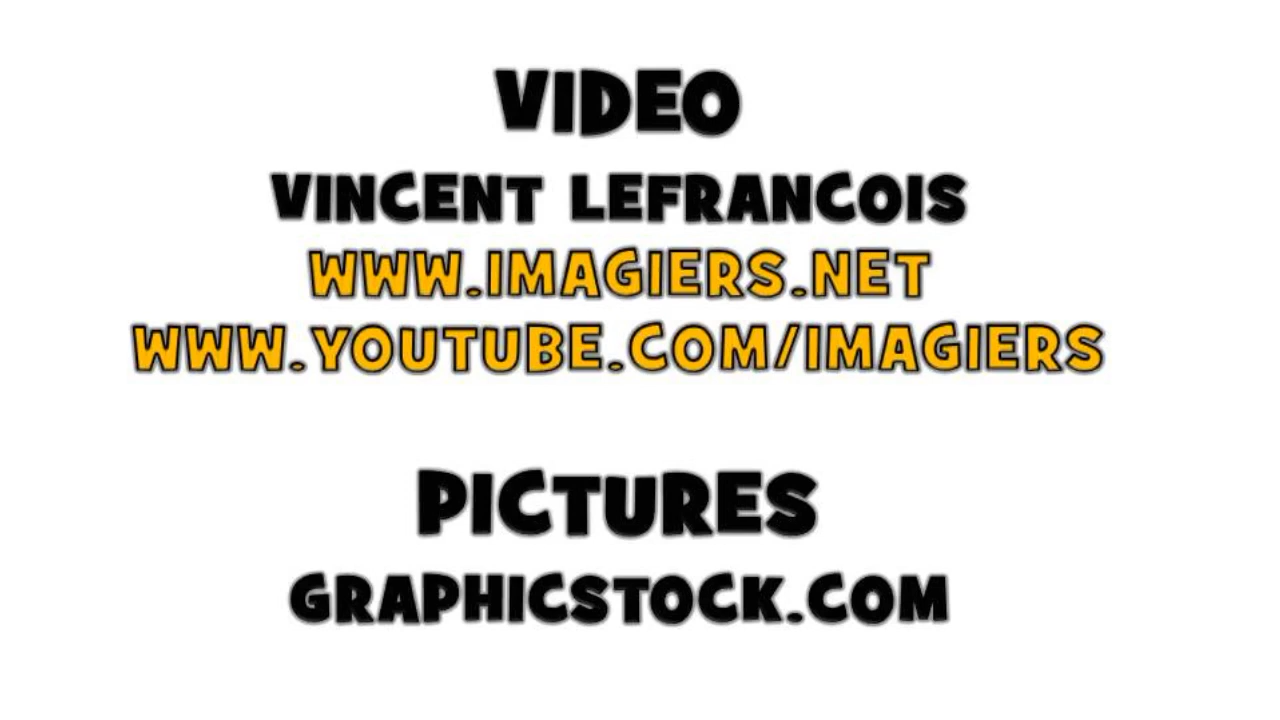 VIDEO
VINCENT LEFRANCOIS
WWW.IMAGIERS.NET
WWW.YOUTUBE.COM/IMAGIERS
PICTURES
GRAPHICSTOCK.COM